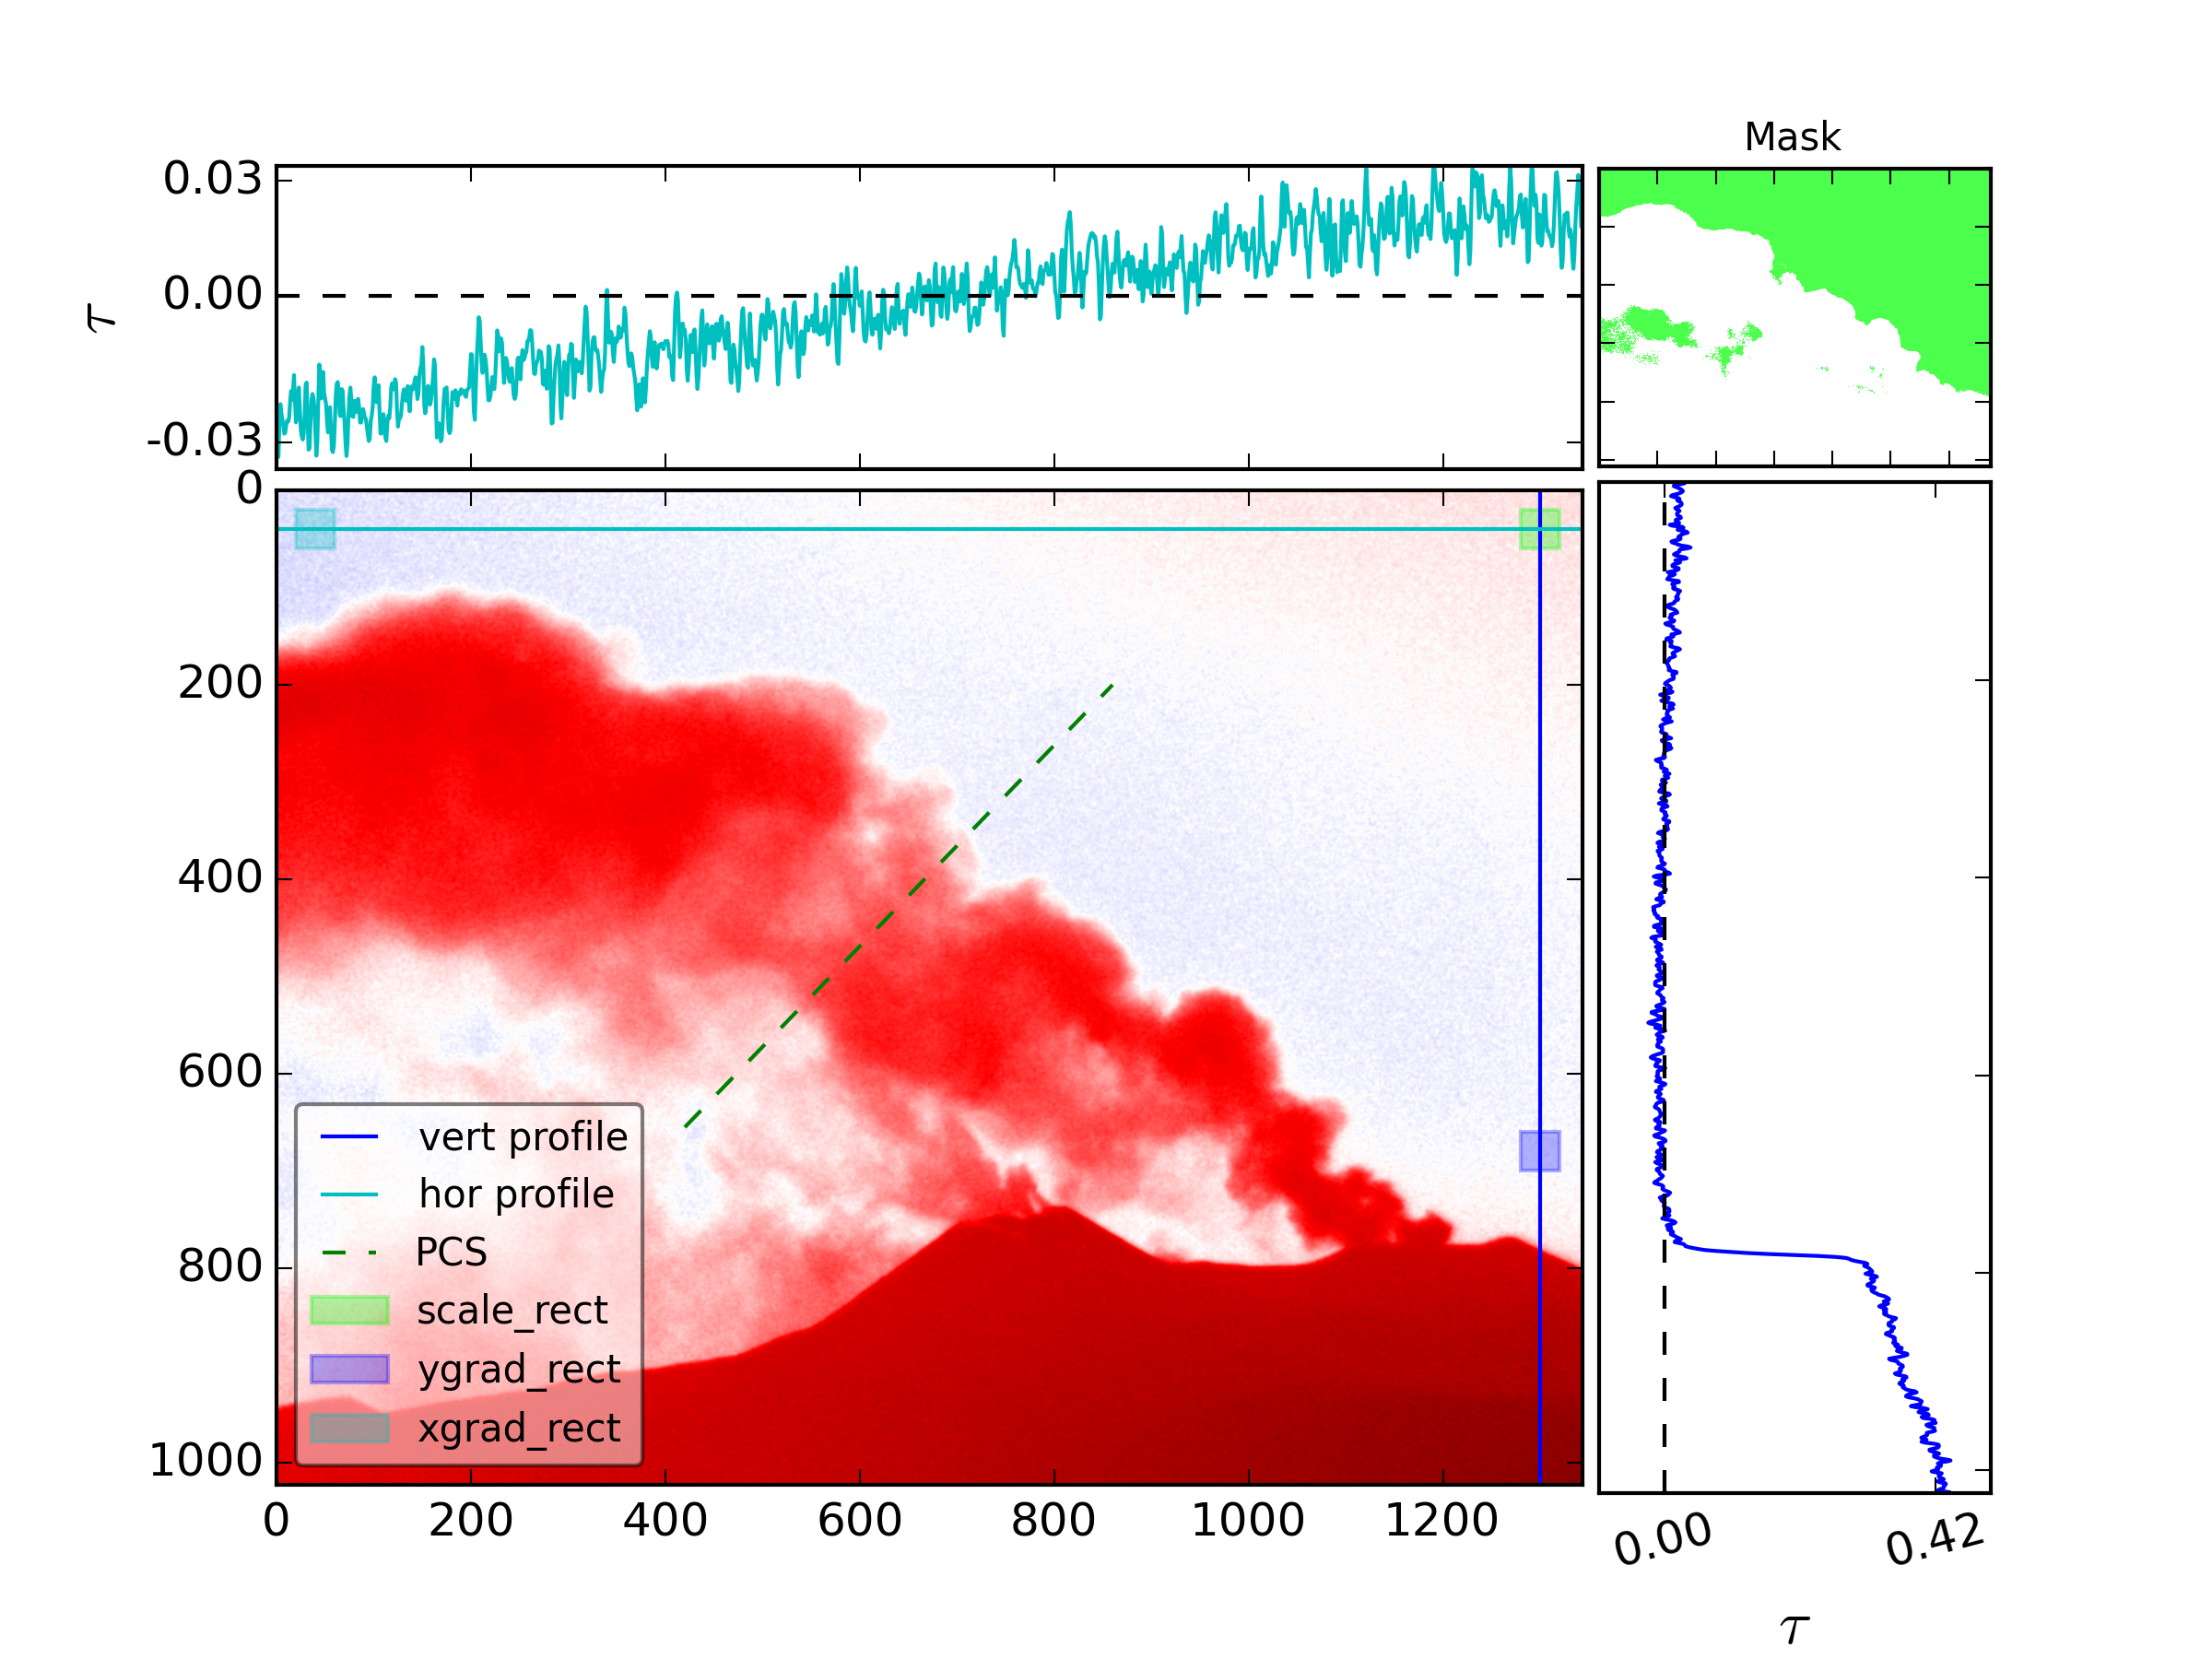 Mask
0.03
0.00
-0.03
τ
0
200
400
600
800
1000
vert profile
hor profile
PCS
scale_rect
ygrad_rect
xgrad_rect
0 200 400 600 800 1000 1200
0.00 0.42
τ